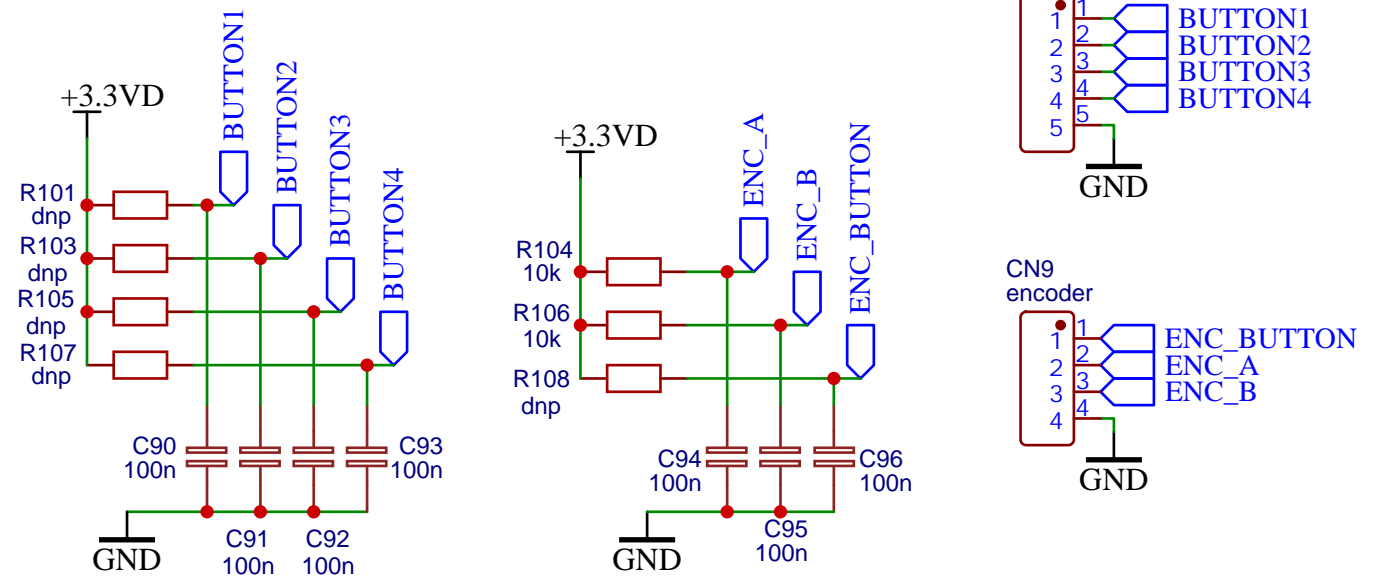 +3.3VD
BUTTON1
BUTTON2
BUTTON3
BUTTON4
R101
dnp
R103
dnp
R105
dnp
R107
dnp
C90
100n
C93
100n
C91
100n
C92
100n
GND
+3.3VD
ENC_A
ENC_B
ENC_BUTTON
R104
10k
R106
10k
R108
dnp
C94
100n
C96
100n
C95
100n
GND
1 1 BUTTON1
2 2 BUTTON2
3 3 BUTTON3
4 4 BUTTON4
5 5
GND
CN9
encoder
1 1 ENC_BUTTON
2 2 ENC_A
3 3 ENC_B
4 4
GND